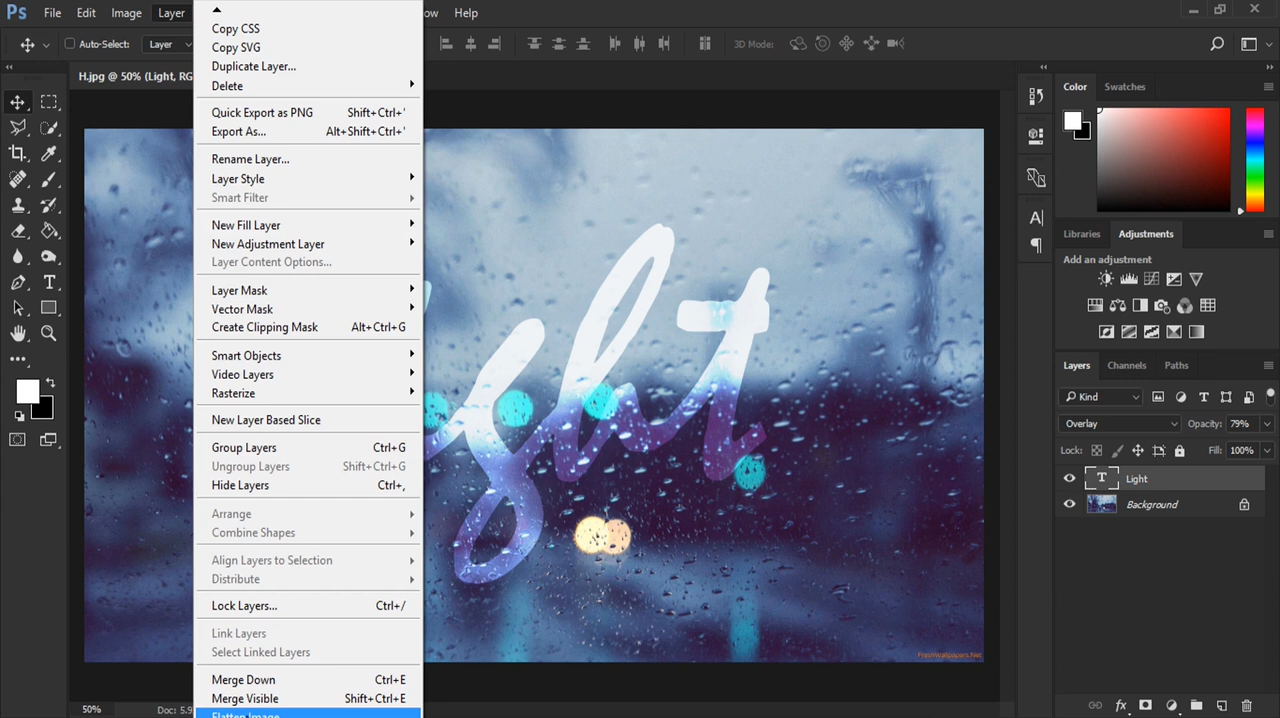 Ps File Edit Image Layer ow Help
Auto-Select: Layer 3D Mode:
H.jpg @ 50% (Light, RG
Copy CSS
Copy SVG
Duplicate Layer...
Delete
Quick Export as PNG Shift+Ctrl+'
Export As... Alt+Shift+Ctrl+'
Rename Layer...
Layer Style
Smart Filter
New Fill Layer
New Adjustment Layer
Layer Content Options...
Layer Mask
Vector Mask
Create Clipping Mask Alt+Ctrl+G
Smart Objects
Video Layers
Rasterize
New Layer Based Slice
Group Layers Ctrl+G
Ungroup Layers Shift+Ctrl+G
Hide Layers Ctrl+,
Arrange
Combine Shapes
Align Layers to Selection
Distribute
Lock Layers... Ctrl+/
Link Layers
Select Linked Layers
Merge Down Ctrl+E
Merge Visible Shift+Ctrl+E
Flatten Image
ght
FreeWallpapers.Net
50% Doc: 5.9
Color Swatches
Libraries Adjustments
Add an adjustment
Layers Channels Paths
Kind
Overlay Opacity: 79%
Lock: Fill: 100%
T Light
Background